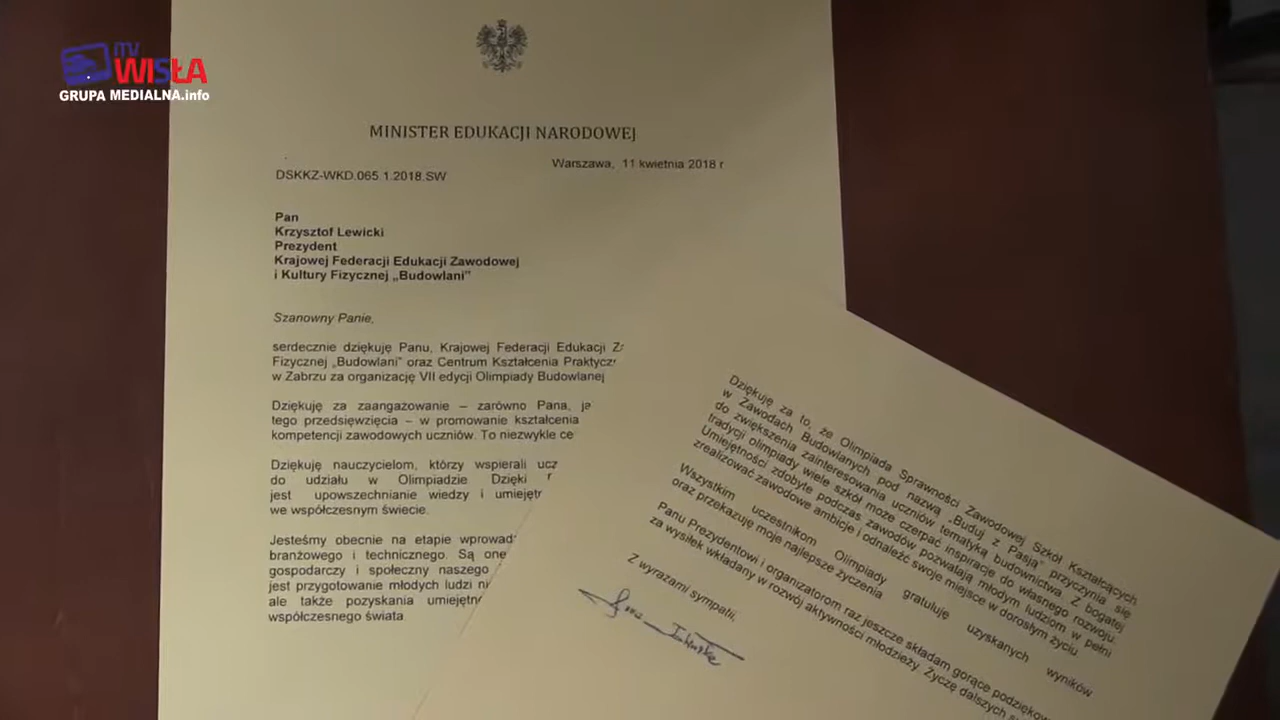 iTV
WISŁA
GRUPA MEDIALNA.info
MINISTER EDUKACJI NARODOWEJ
Warszawa, 11 kwietnia 2018 r
DSKKZ-WKD.065.1.2018.SW
Pan
Krzysztof Lewicki
Prezydent
Krajowej Federacji Edukacji Zawodowej
i Kultury Fizycznej „Budowlani”
Szanowny Panie,
serdecznie dziękuję Panu, Krajowej Federacji Edukacji
Fizycznej „Budowlani” oraz Centrum Kształcenia
w Zabrzu za organizację VII edycji Olimpiady Budowlanej
Dziękuję za zaangażowanie – zarówno Pana,
tego przedsięwzięcia – w promowanie kształcenia
kompetencji zawodowych uczniów. To niezwykle
Dziękuję nauczycielom, którzy wspierali
do udziału w Olimpiadzie Dzięki
jest upowszechnianie wiedzy i
we współczesnym świecie.
Jesteśmy obecnie na etapie
branżowego i technicznego. Są
gospodarczy i społeczny naszego
jest przygotowanie młodych ludzi
ale także pozyskania
współczesnego świata
Dziękuję za to, że Olimpiada Sprawności Zawodowej Szkół Kształcących
w Zawodach Budowlanych pod nazwą „Buduj z Pasją” przyczynia się
do zwiększenia zainteresowania uczniów tematyką budownictwa. Z bogatej
tradycji olimpiady wiele szkół może czerpać inspiracje do własnego rozwoju.
Umiejętności zdobyte podczas zawodów pozwalają młodym ludziom w pełni
zrealizować zawodowe ambicje i odnaleźć swoje miejsce w dorosłym życiu
Wszystkim uczestnikom Olimpiady gratuluję uzyskanych wyników
oraz przekazuję moje najlepsze życzenia
Panu Prezydentowi i organizatorom raz jeszcze składam gorące
za wysiłek wkładany w rozwój aktywności młodzieży. Życzę dalszych
Z wyrazami sympatii,